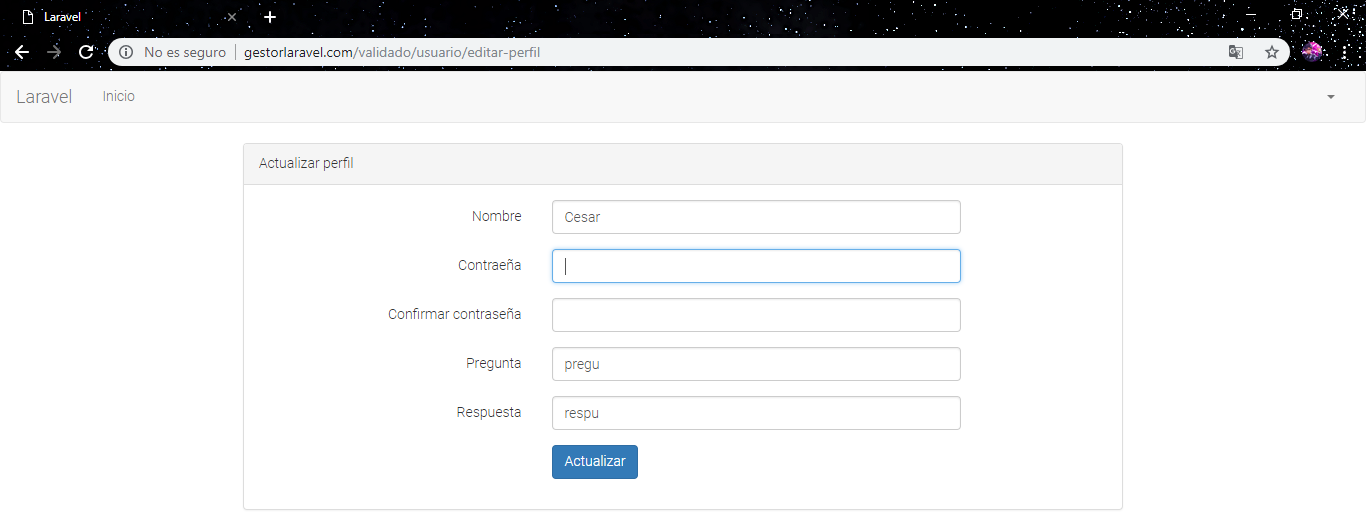 Laravel
No es seguro gestorlaravel.com/validado/usuario/editar-perfil
Laravel Inicio
Actualizar perfil
Nombre Cesar
Contraeña
Confirmar contraseña
Pregunta pregu
Respuesta respu
Actualizar